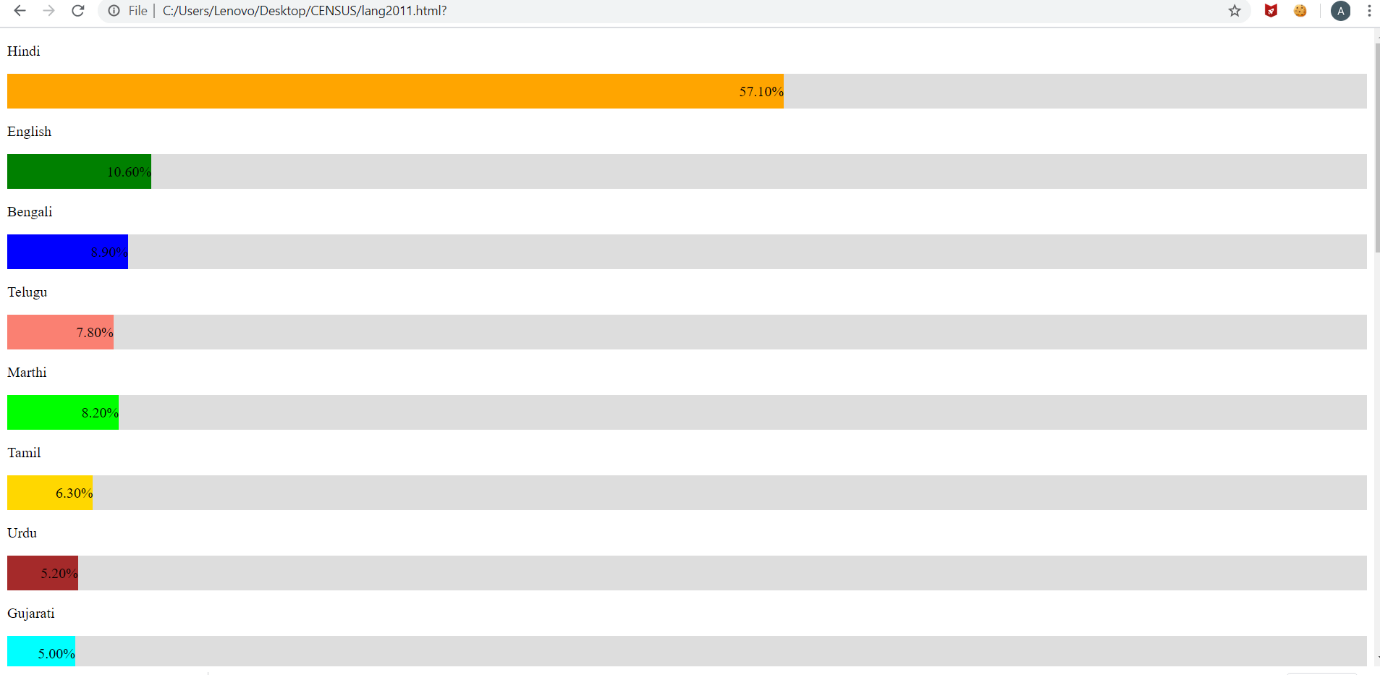 File | C:/Users/Lenovo/Desktop/CENSUS/lang2011.html?
A
Hindi
57.10%
English
10.60%
Bengali
8.90%
Telugu
7.80%
Marthi
8.20%
Tamil
6.30%
Urdu
5.20%
Gujarati
5.00%